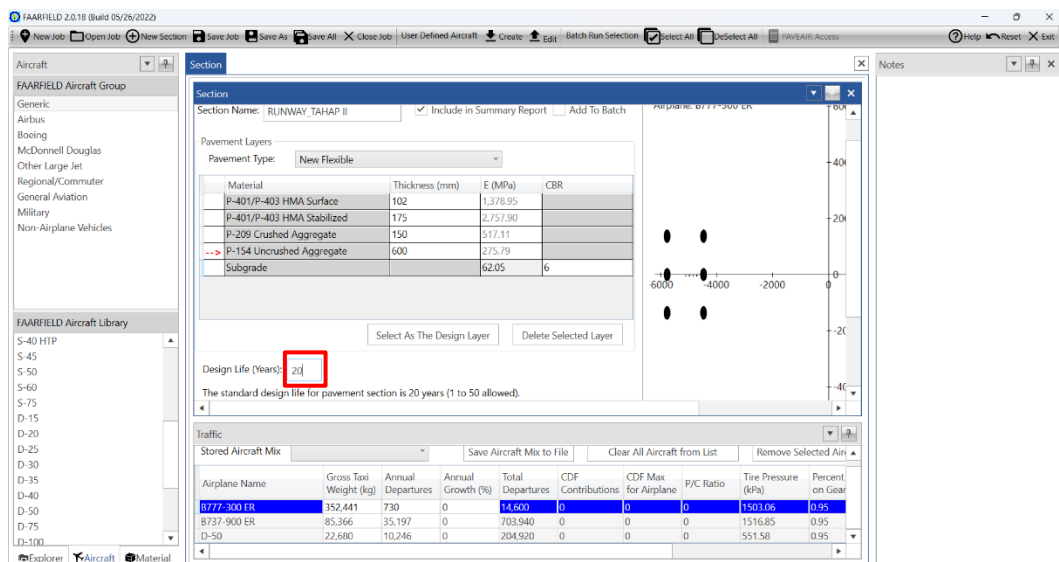 FAARFIELD 2.0.18 (Build 05/26/2022)
New Job Open Job New Section Save Job Save As Save All Close Job User Defined Aircraft Create Edit Batch Run Selection Select All DeSelect All PAVEAIR Access Help Reset Exit
Aircraft
FAARFIELD Aircraft Group
Generic
Airbus
Boeing
McDonnell Douglas
Other Large Jet
Regional/Commuter
General Aviation
Military
Non-Airplane Vehicles
FAARFIELD Aircraft Library
S-40 HTP
S-45
S-50
S-60
S-75
D-15
D-20
D-25
D-30
D-35
D-40
D-50
D-75
D-100
Explorer Aircraft Material
Section
Section
Section Name: RUNWAY_TAHAP II Include in Summary Report Add To Batch
Pavement Layers
Pavement Type: New Flexible
Material Thickness (mm) E (MPa) CBR
P-401/P-403 HMA Surface 102 1,378.95
P-401/P-403 HMA Stabilized 175 2,757.90
P-209 Crushed Aggregate 150 517.11
--> P-154 Uncrushed Aggregate 600 275.79
Subgrade 62.05 6
Select As The Design Layer Delete Selected Layer
Design Life (Years): 20
The standard design life for pavement section is 20 years (1 to 50 allowed).
Airplane: B777-300 ER
-6000 -4000 -2000 0
Traffic
Stored Aircraft Mix Save Aircraft Mix to File Clear All Aircraft from List Remove Selected Air
Airplane Name Gross Taxi Weight (kg) Annual Departures Annual Growth (%) Total Departures CDF Contributions CDF Max for Airplane P/C Ratio Tire Pressure (kPa) Percent on Gear
B777-300 ER 352,441 730 0 14,600 0 0 0 1503.06 0.95
B737-900 ER 85,366 35,197 0 703,940 0 0 0 1516.85 0.95
D-50 22,680 10,246 0 204,920 0 0 0 551.58 0.95
Notes